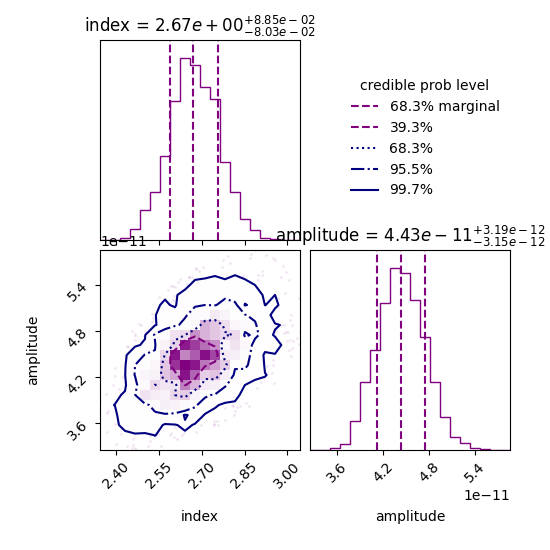 index = 2.67e+00 +8.85e−02 −8.03e−02
credible prob level
68.3% marginal
39.3%
68.3%
95.5%
99.7%
1e−11
amplitude = 4.43e−11 +3.19e−12 −3.15e−12
amplitude
5.4
4.8
4.2
3.6
2.40 2.55 2.70 2.85 3.00
index
3.6 4.2 4.8 5.4
1e−11
amplitude